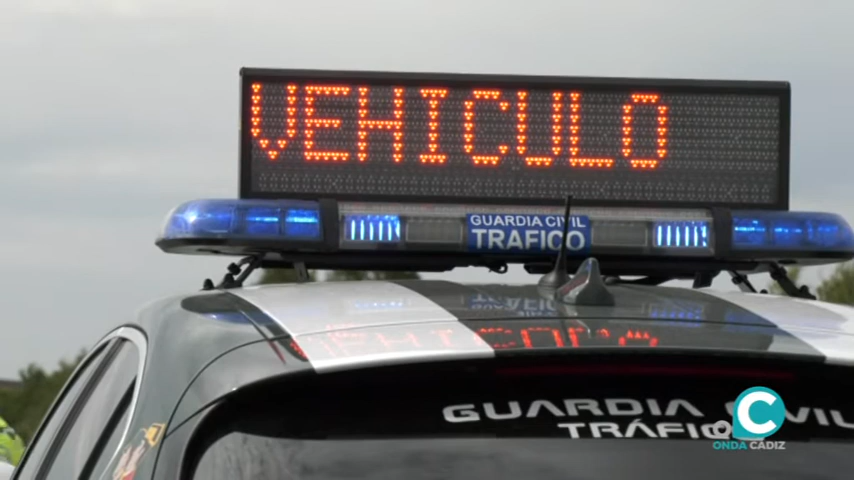 VEHICULO
GUARDIA CIVIL
TRAFICO
GUARDIA CIVIL
TRÁFICO
ONDA CÁDIZ